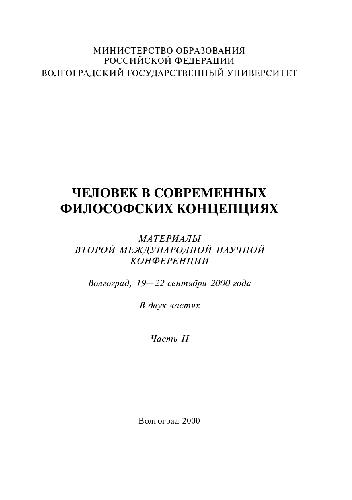 МИНИСТЕРСТВО ОБРАЗОВАНИЯ
РОССИЙСКОЙ ФЕДЕРАЦИИ
ВОЛГОГРАДСКИЙ ГОСУДАРСТВЕННЫЙ УНИВЕРСИТЕТ
ЧЕЛОВЕК В СОВРЕМЕННЫХ
ФИЛОСОФСКИХ КОНЦЕПЦИЯХ
МАТЕРИАЛЫ
ВТОРОЙ МЕЖДУНАРОДНОЙ НАУЧНОЙ
КОНФЕРЕНЦИИ
Волгоград, 19—22 сентября 2000 года
В двух частях
Часть II
Волгоград 2000